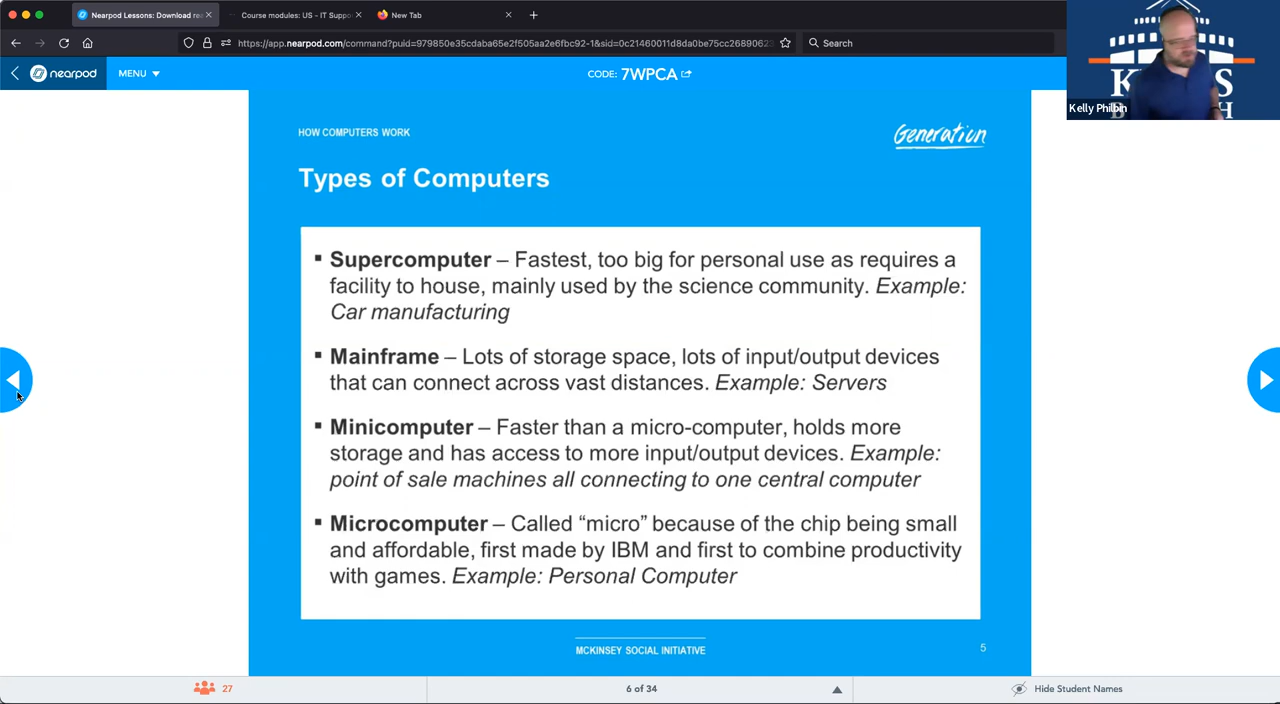 Nearpod Lessons: Download re
Course modules: US - IT Suppo
New Tab
https://app.nearpod.com/command?puid=979850e35cdaba65e2f505aa2e6fbc92-1&sid=0c21460011d8da0be75cc26890623
Search
nearpod
MENU
CODE: 7WPCA
Kelly Philbin
HOW COMPUTERS WORK
Generation
Types of Computers
▪ Supercomputer – Fastest, too big for personal use as requires a
facility to house, mainly used by the science community. Example:
Car manufacturing
▪ Mainframe – Lots of storage space, lots of input/output devices
that can connect across vast distances. Example: Servers
▪ Minicomputer – Faster than a micro-computer, holds more
storage and has access to more input/output devices. Example:
point of sale machines all connecting to one central computer
▪ Microcomputer – Called “micro” because of the chip being small
and affordable, first made by IBM and first to combine productivity
with games. Example: Personal Computer
MCKINSEY SOCIAL INITIATIVE
5
27
6 of 34
Hide Student Names